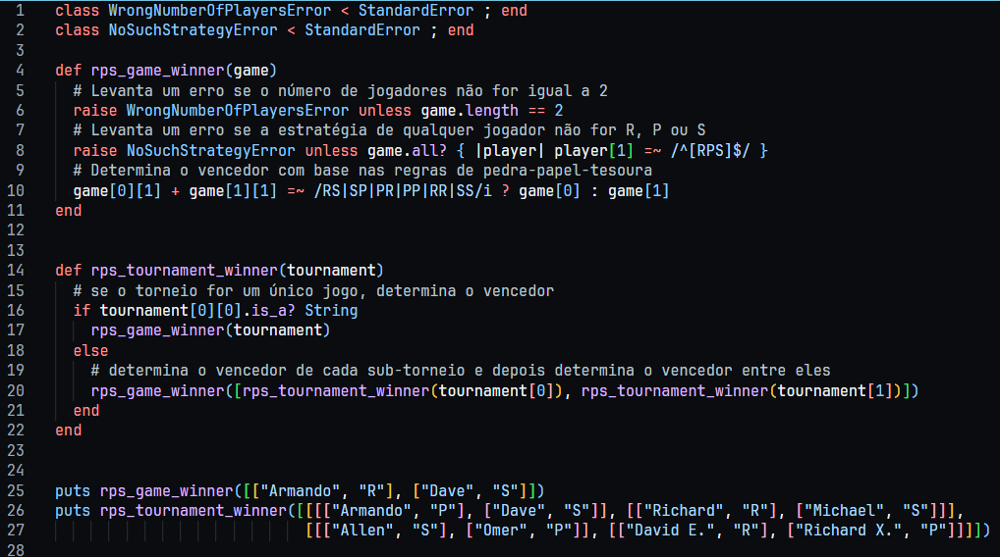 1 class WrongNumberOfPlayersError < StandardError ; end
2 class NoSuchStrategyError < StandardError ; end
3
4 def rps_game_winner(game)
5 # Levanta um erro se o número de jogadores não for igual a 2
6 raise WrongNumberOfPlayersError unless game.length == 2
7 # Levanta um erro se a estratégia de qualquer jogador não for R, P ou S
8 raise NoSuchStrategyError unless game.all? { |player| player[1] =~ /^[RPS]$/ }
9 # Determina o vencedor com base nas regras de pedra-papel-tesoura
10 game[0][1] + game[1][1] =~ /RS|SP|PR|PP|RR|SS/i ? game[0] : game[1]
11 end
12
13
14 def rps_tournament_winner(tournament)
15 # se o torneio for um único jogo, determina o vencedor
16 if tournament[0][0].is_a? String
17 rps_game_winner(tournament)
18 else
19 # determina o vencedor de cada sub-torneio e depois determina o vencedor entre eles
20 rps_game_winner([rps_tournament_winner(tournament[0]), rps_tournament_winner(tournament[1])])
21 end
22 end
23
24
25 puts rps_game_winner([["Armando", "R"], ["Dave", "S"]])
26 puts rps_tournament_winner([[[["Armando", "P"], ["Dave", "S"]], [["Richard", "R"], ["Michael", "S"]]],
27 [[["Allen", "S"], ["Omer", "P"]], [["David E.", "R"], ["Richard X.", "P"]]]])
28